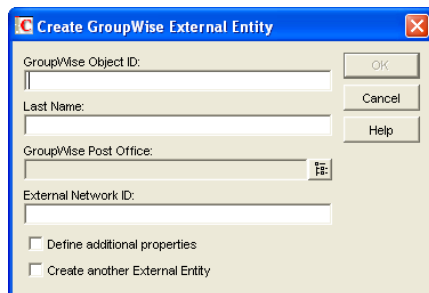 Create GroupWise External Entity
GroupWise Object ID:
OK
Last Name:
Cancel
Help
GroupWise Post Office:
External Network ID:
Define additional properties
Create another External Entity